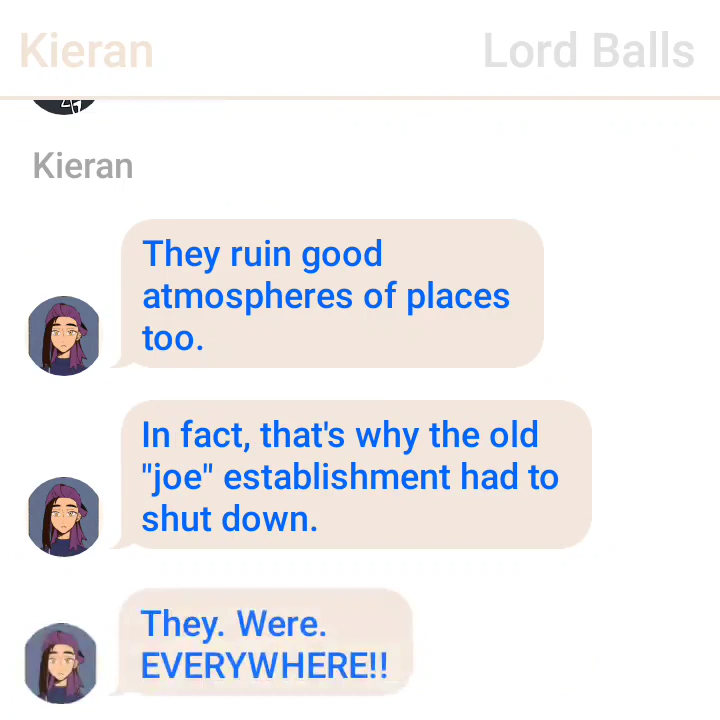 Kieran Lord Balls
Kieran
They ruin good
atmospheres of places
too.
In fact, that's why the old
"joe" establishment had to
shut down.
They. Were.
EVERYWHERE!!